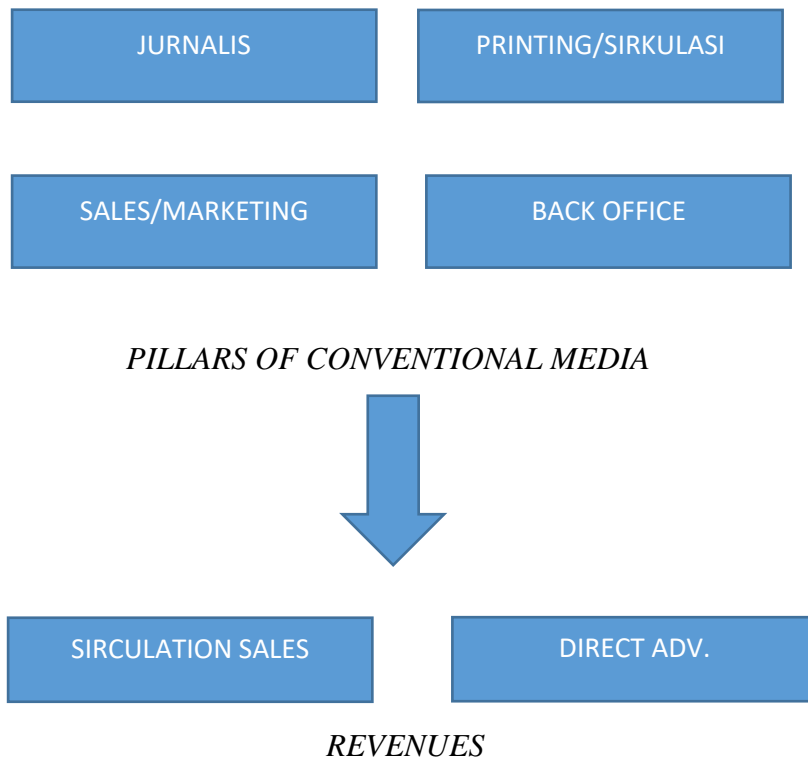 JURNALIS
PRINTING/SIRKULASI
SALES/MARKETING
BACK OFFICE
PILLARS OF CONVENTIONAL MEDIA
SIRCULATION SALES
DIRECT ADV.
REVENUES